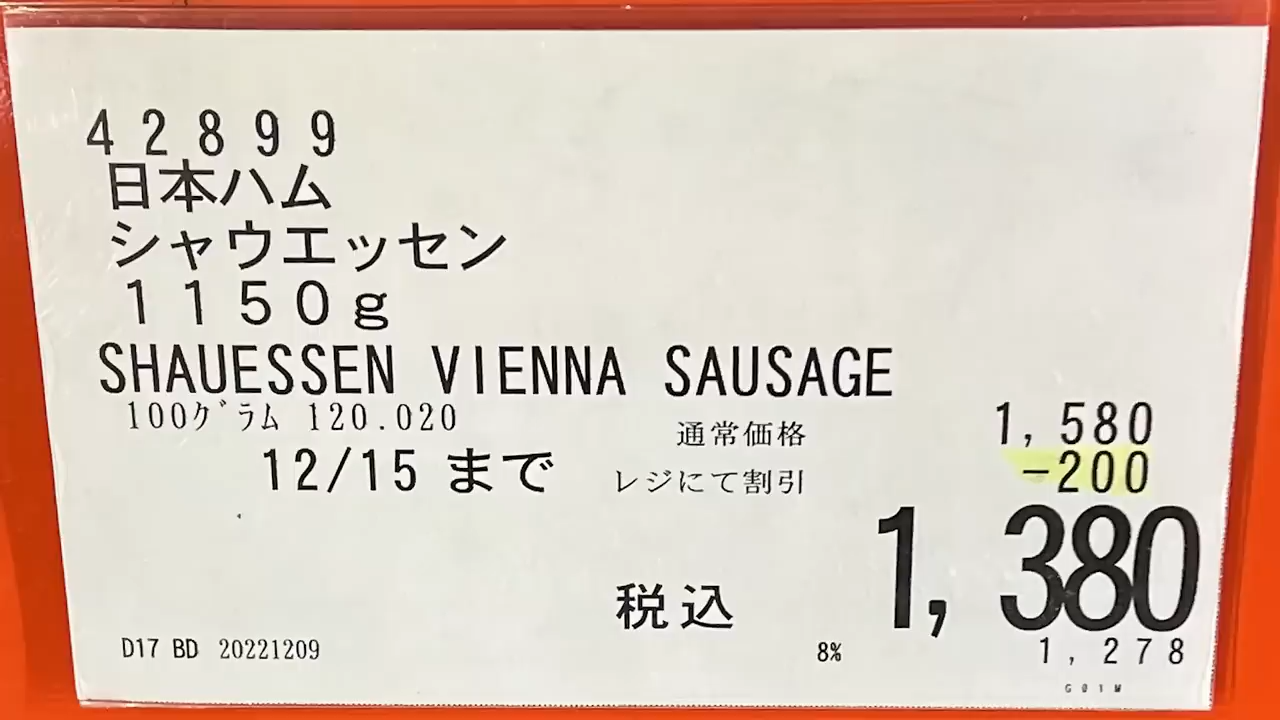 42899
日本ハム
シャウエッセン
1150g
SHAUESSEN VIENNA SAUSAGE
100グラム 120.020
通常価格 1,580
12/15 まで レジにて割引 -200
税込 1,380
D17 BD 20221209 8% 1,278
G01M